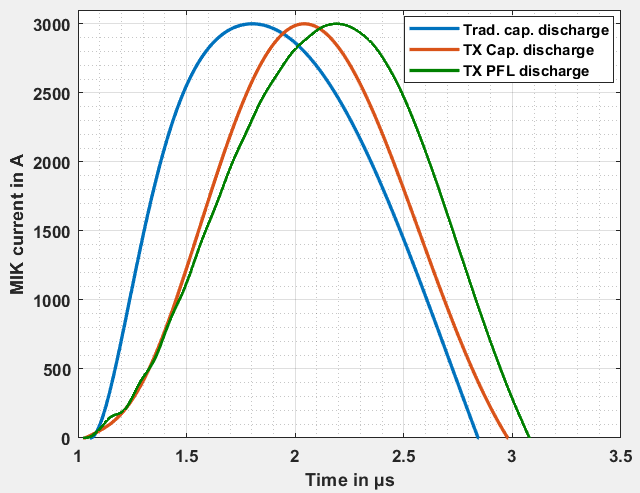 Trad. cap. discharge
TX Cap. discharge
TX PFL discharge
MIK current in A
3000
2500
2000
1500
1000
500
0
1 1.5 2 2.5 3 3.5
Time in µs